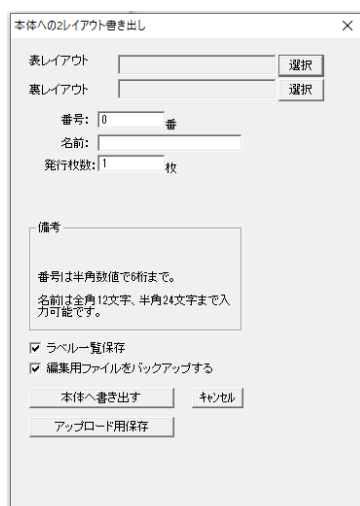 本体への2レイアウト書き出し
表レイアウト 選択
裏レイアウト 選択
番号: 0 番
名前:
発行枚数: 1 枚
備考
番号は半角数値で6桁まで。
名前は全角12文字、半角24文字まで入
力可能です。
ラベル一覧保存
編集用ファイルをバックアップする
本体へ書き出す ｷｬﾝｾﾙ
アップロード用保存